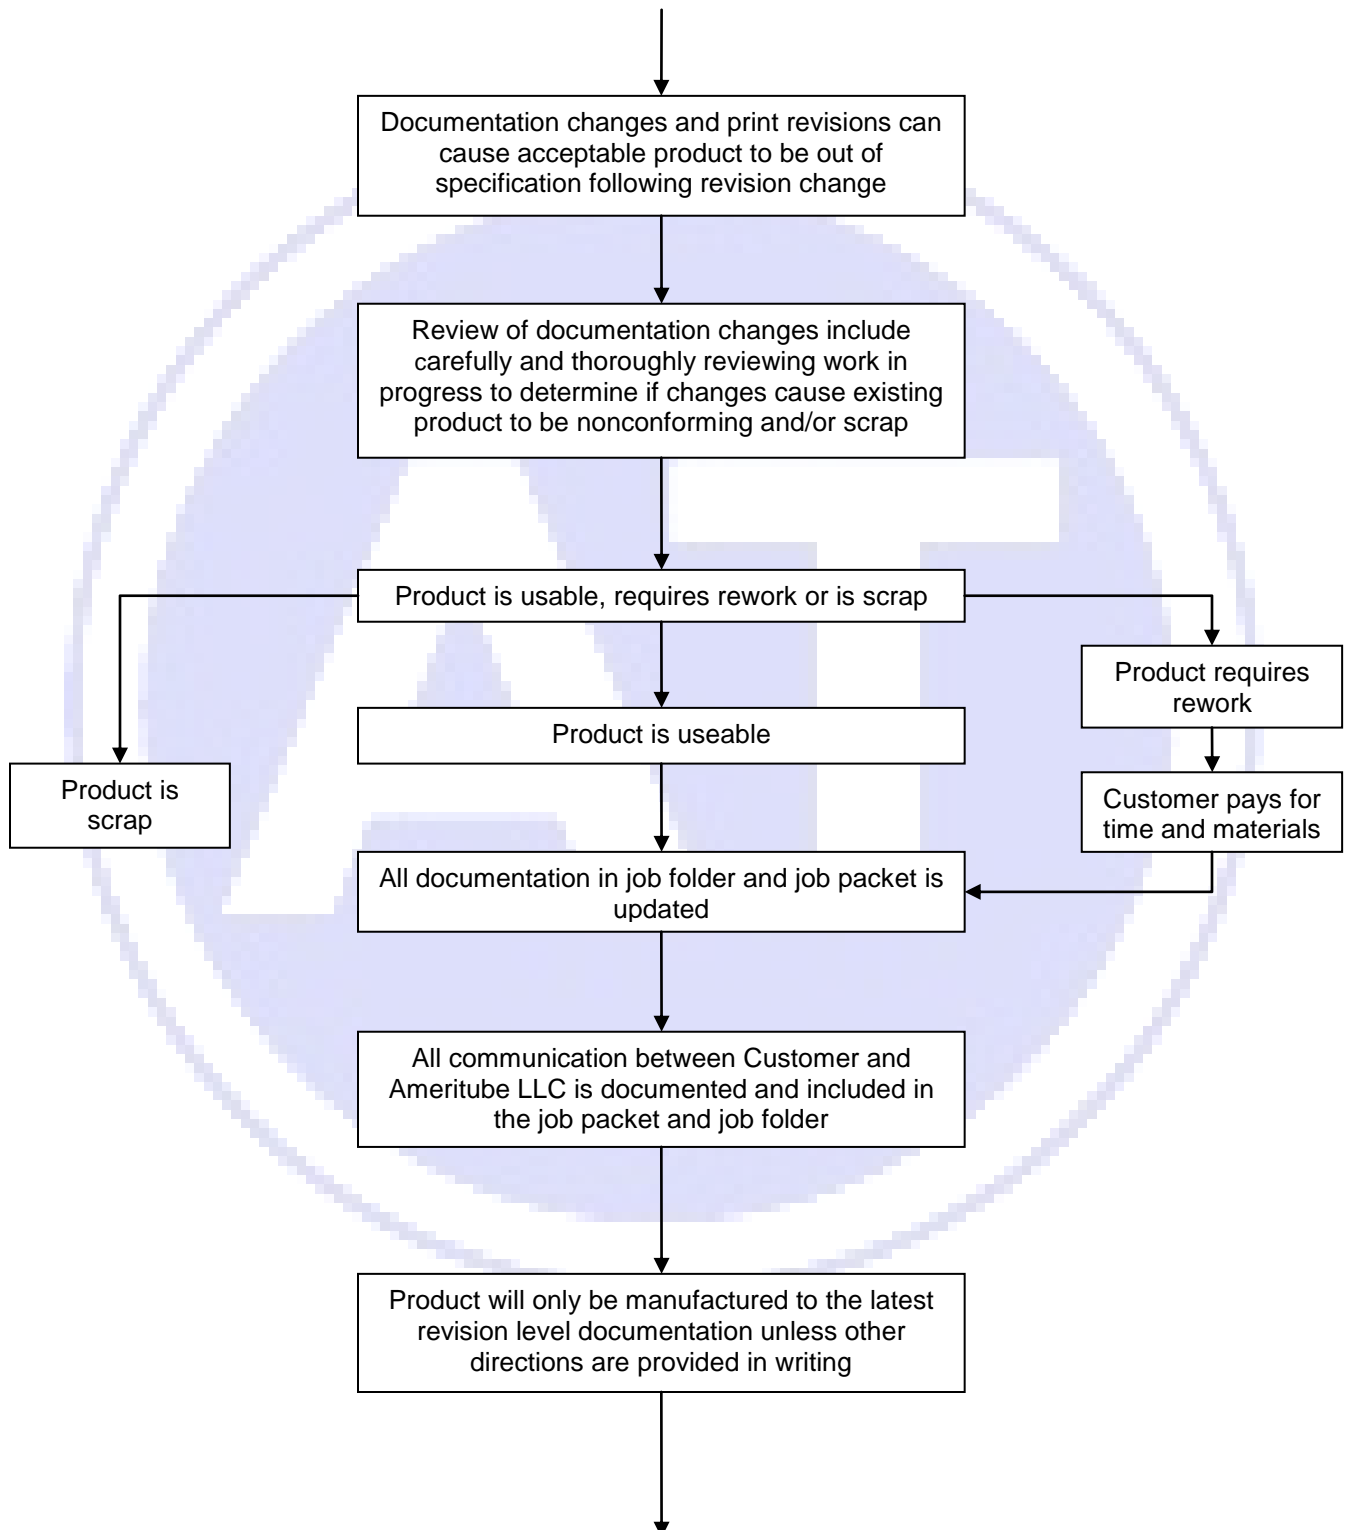 Documentation changes and print revisions can
cause acceptable product to be out of
specification following revision change
Review of documentation changes include
carefully and thoroughly reviewing work in
progress to determine if changes cause existing
product to be nonconforming and/or scrap
Product is usable, requires rework or is scrap
Product requires
rework
Product is useable
Product is
scrap
Customer pays for
time and materials
All documentation in job folder and job packet is
updated
All communication between Customer and
Ameritube LLC is documented and included in
the job packet and job folder
Product will only be manufactured to the latest
revision level documentation unless other
directions are provided in writing
AT